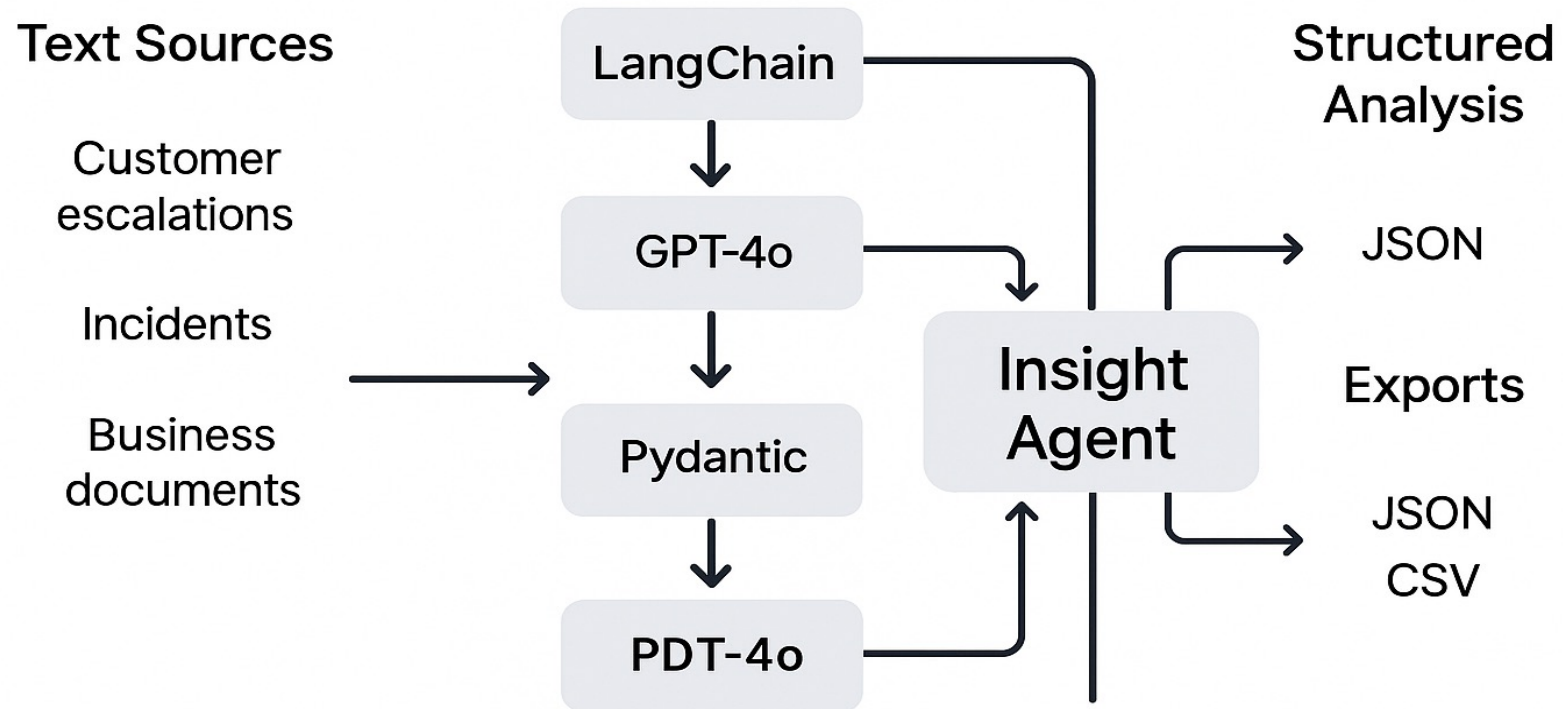 Text Sources
Customer
escalations
Incidents
Business
documents
LangChain
GPT-4o
Pydantic
PDT-4o
Insight
Agent
Structured
Analysis
JSON
Exports
JSON
CSV